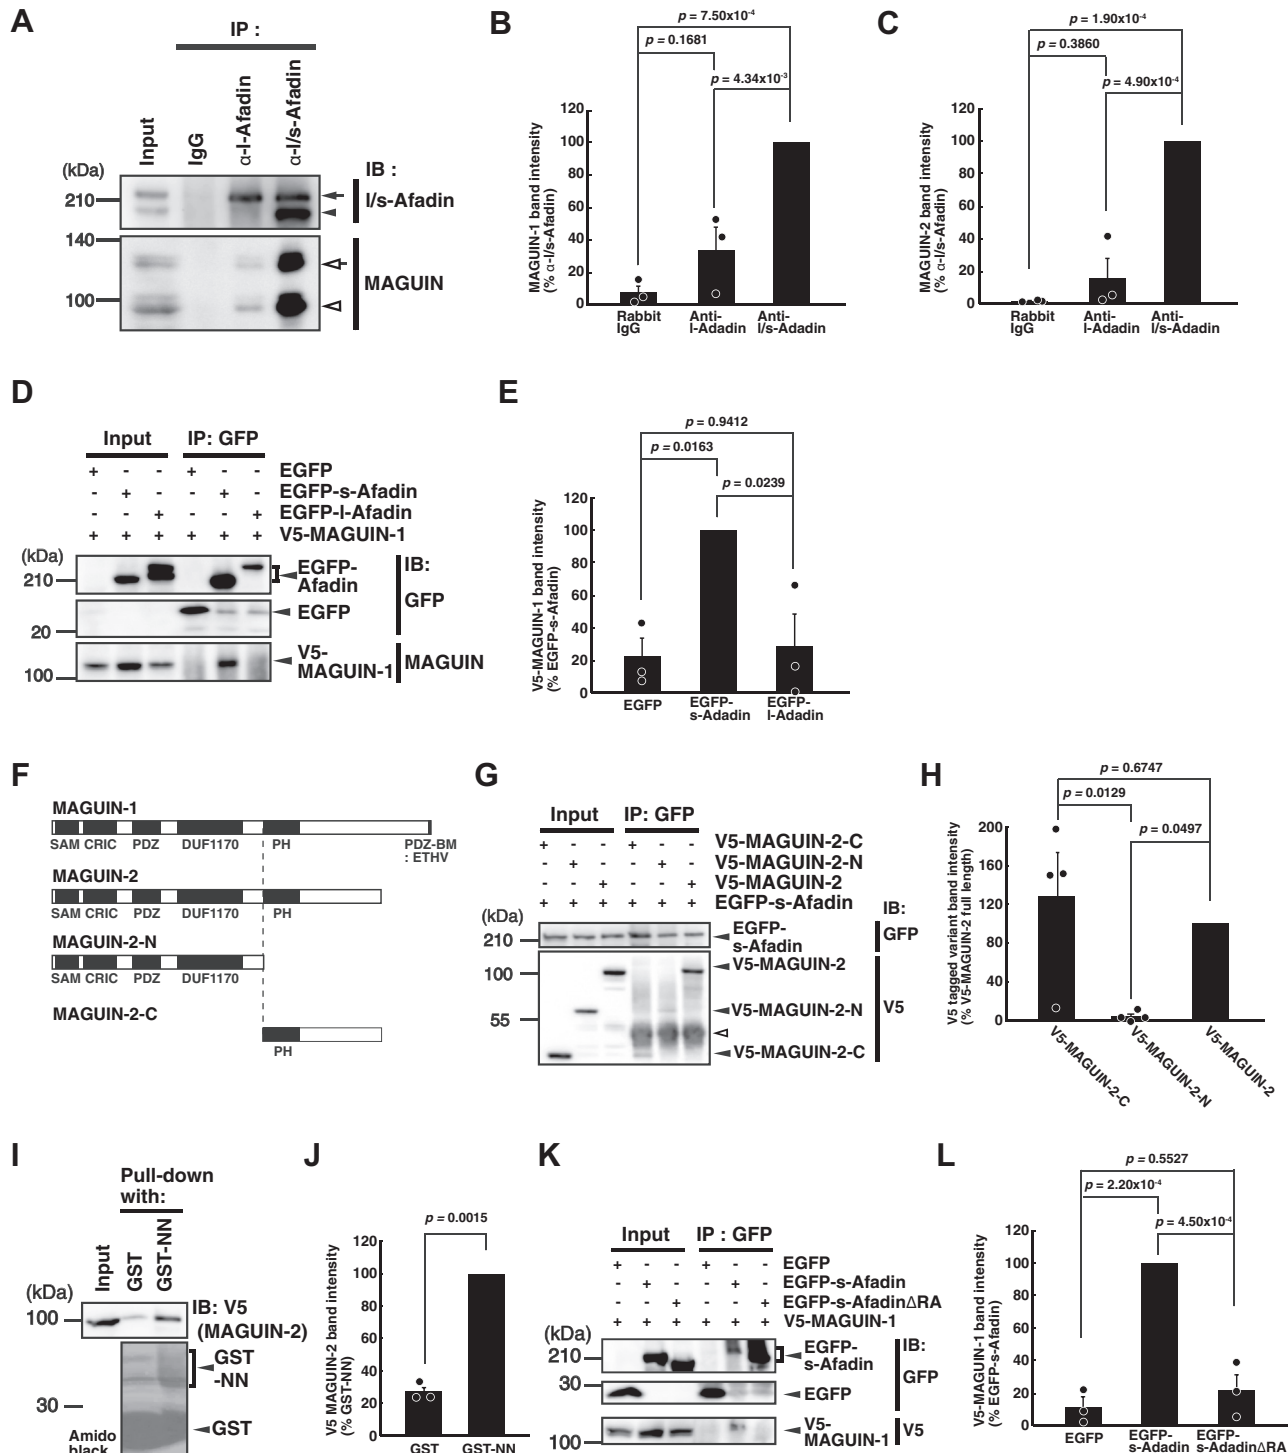 A
IP :
Input
IgG
α-l-Afadin
α-l/s-Afadin
(kDa)
IB :
210
l/s-Afadin
140
MAGUIN
100
B
p = 7.50x10-4
p = 0.1681
p = 4.34x10-3
MAGUIN-1 band intensity
(% α-l/s-Afadin)
120
100
80
60
40
20
0
Rabbit
IgG
Anti-
l-Adadin
Anti-
l/s-Adadin
C
p = 1.90x10-4
p = 0.3860
p = 4.90x10-4
MAGUIN-2 band intensity
(% α-l/s-Afadin)
120
100
80
60
40
20
0
Rabbit
IgG
Anti-
l-Adadin
Anti-
l/s-Adadin
D
Input
IP: GFP
+ - - + - - EGFP
- + - - + - EGFP-s-Afadin
- - + - - + EGFP-l-Afadin
+ + + + + + V5-MAGUIN-1
(kDa)
210
EGFP-
Afadin
IB:
GFP
EGFP
20
V5-
MAGUIN-1
MAGUIN
100
E
p = 0.9412
p = 0.0163
p = 0.0239
V5-MAGUIN-1 band intensity
(% EGFP-s-Afadin)
120
100
80
60
40
20
0
EGFP
EGFP-
s-Adadin
EGFP-
l-Adadin
F
MAGUIN-1
SAM CRIC PDZ DUF1170 PH PDZ-BM
: ETHV
MAGUIN-2
SAM CRIC PDZ DUF1170 PH
MAGUIN-2-N
SAM CRIC PDZ DUF1170
MAGUIN-2-C
PH
G
Input
IP: GFP
+ - - + - - V5-MAGUIN-2-C
- + - - + - V5-MAGUIN-2-N
- - + - - + V5-MAGUIN-2
+ + + + + + EGFP-s-Afadin
(kDa)
IB:
210
EGFP-
s-Afadin
GFP
100
V5-MAGUIN-2
55
V5-MAGUIN-2-N
V5
V5-MAGUIN-2-C
H
p = 0.6747
p = 0.0129
p = 0.0497
V5 tagged variant band intensity
(% V5-MAGUIN-2 full length)
200
160
120
80
40
0
V5-MAGUIN-2-C
V5-MAGUIN-2-N
V5-MAGUIN-2
I
Pull-down
with:
Input
GST
GST-NN
(kDa)
100
IB: V5
(MAGUIN-2)
GST
-NN
30
GST
Amido
black
J
p = 0.0015
V5 MAGUIN-2 band intensity
(% GST-NN)
120
100
80
60
40
20
0
GST
GST-NN
K
Input
IP : GFP
+ - - + - - EGFP
- + - - + - EGFP-s-Afadin
- - + - - + EGFP-s-AfadinΔRA
+ + + + + + V5-MAGUIN-1
(kDa)
210
EGFP-
s-Afadin
IB:
GFP
30
EGFP
V5-
MAGUIN-1
V5
100
L
p = 0.5527
p = 2.20x10-4
p = 4.50x10-4
V5-MAGUIN-1 band intensity
(% EGFP-s-Afadin)
120
100
80
60
40
20
0
EGFP
EGFP-
s-Adadin
EGFP-
s-AdadinΔRA